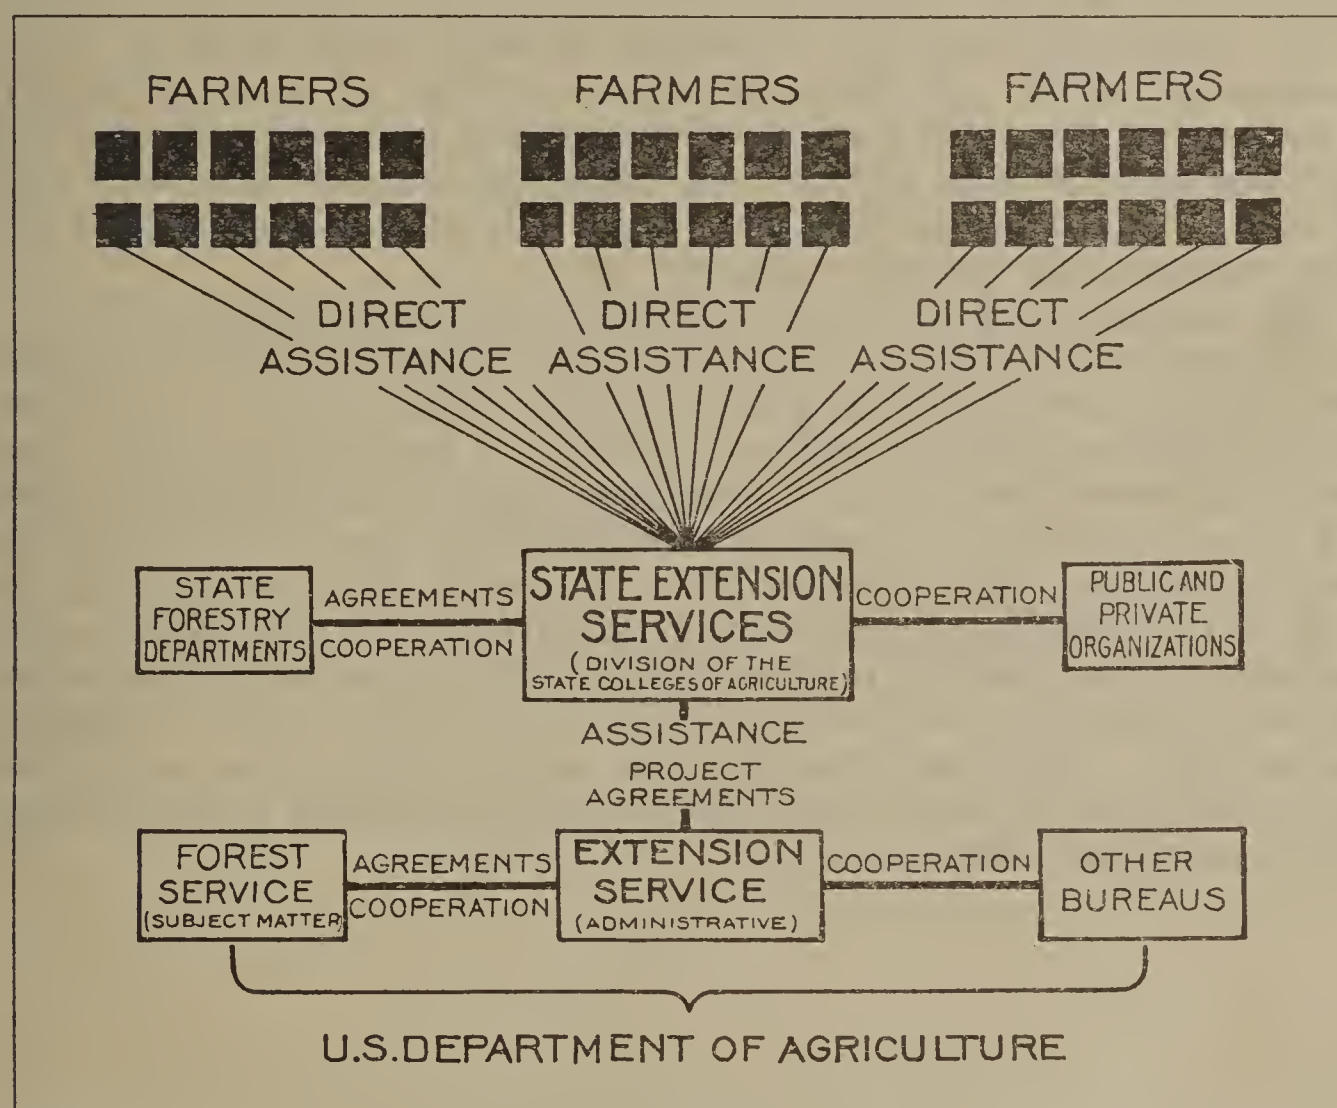 FARMERS
FARMERS
FARMERS
DIRECT
ASSISTANCE
DIRECT
ASSISTANCE
DIRECT
ASSISTANCE
STATE
FORESTRY
DEPARTMENTS
AGREEMENTS
COOPERATION
STATE EXTENSION
SERVICES
(DIVISION OF THE
STATE COLLEGES OF AGRICULTURE)
COOPERATION
PUBLIC AND
PRIVATE
ORGANIZATIONS
ASSISTANCE
PROJECT
AGREEMENTS
FOREST
SERVICE
(SUBJECT MATTER)
AGREEMENTS
COOPERATION
EXTENSION
SERVICE
(ADMINISTRATIVE)
COOPERATION
OTHER
BUREAUS
U.S. DEPARTMENT OF AGRICULTURE